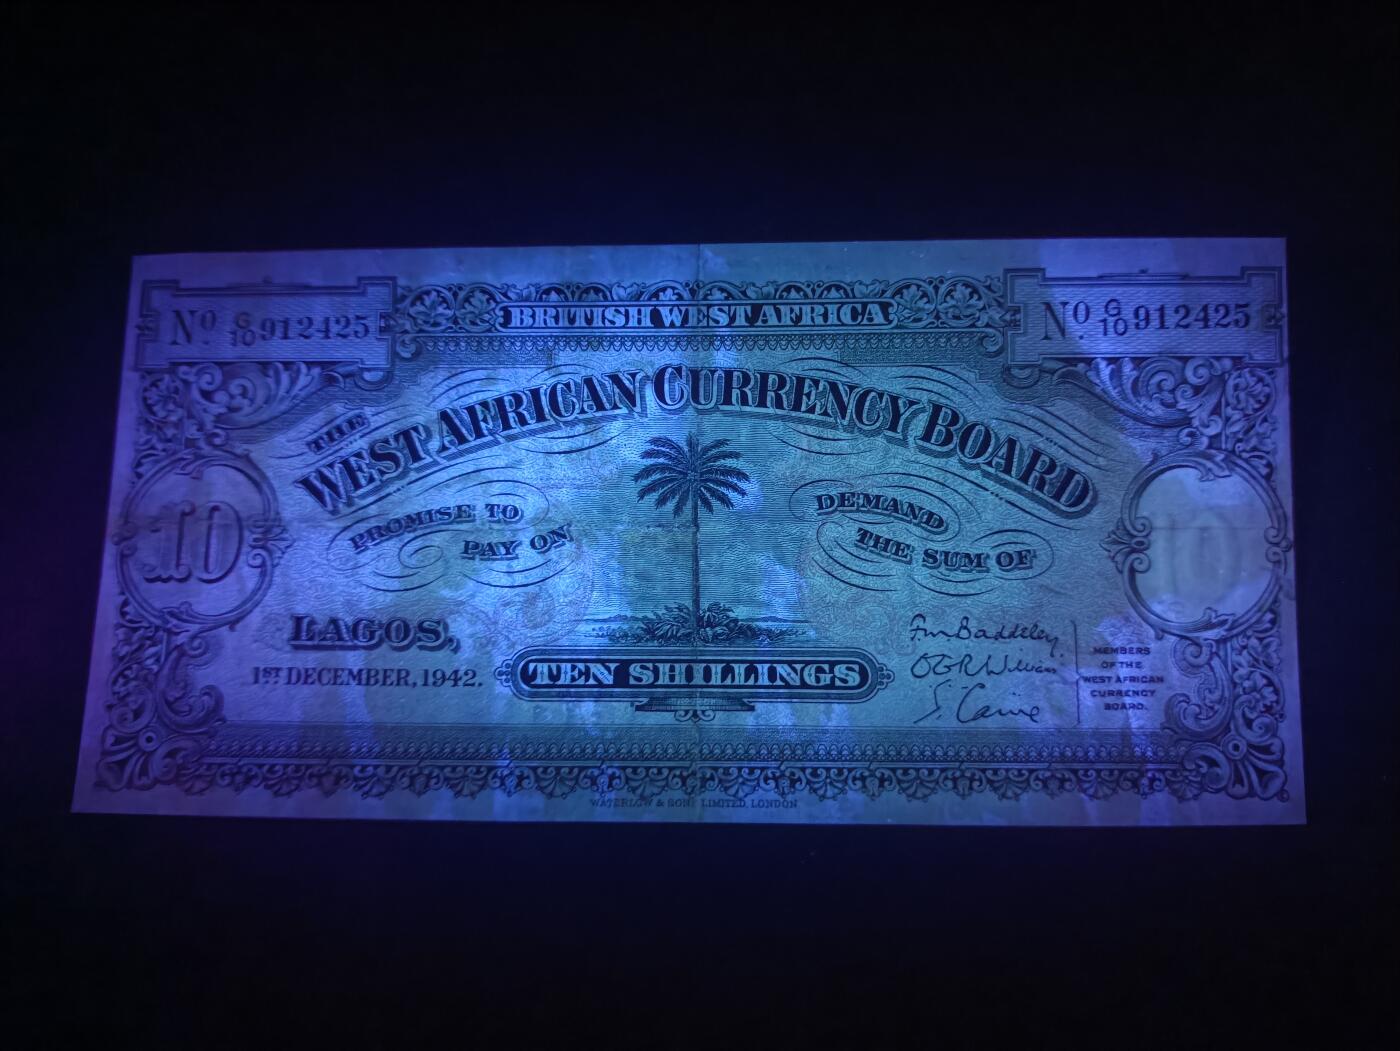 BRITISH WEST AFRICA
Nº G/10 912425
Nº G/10 912425
THE
WEST AFRICAN CURRENCY BOARD
PROMISE TO
PAY ON
DEMAND
THE SUM OF
10
10
LAGOS,
1ST DECEMBER, 1942.
TEN SHILLINGS
S. Caine
MEMBERS
OF THE
WEST AFRICAN
CURRENCY
BOARD.
WATERLOW & SONS LIMITED, LONDON